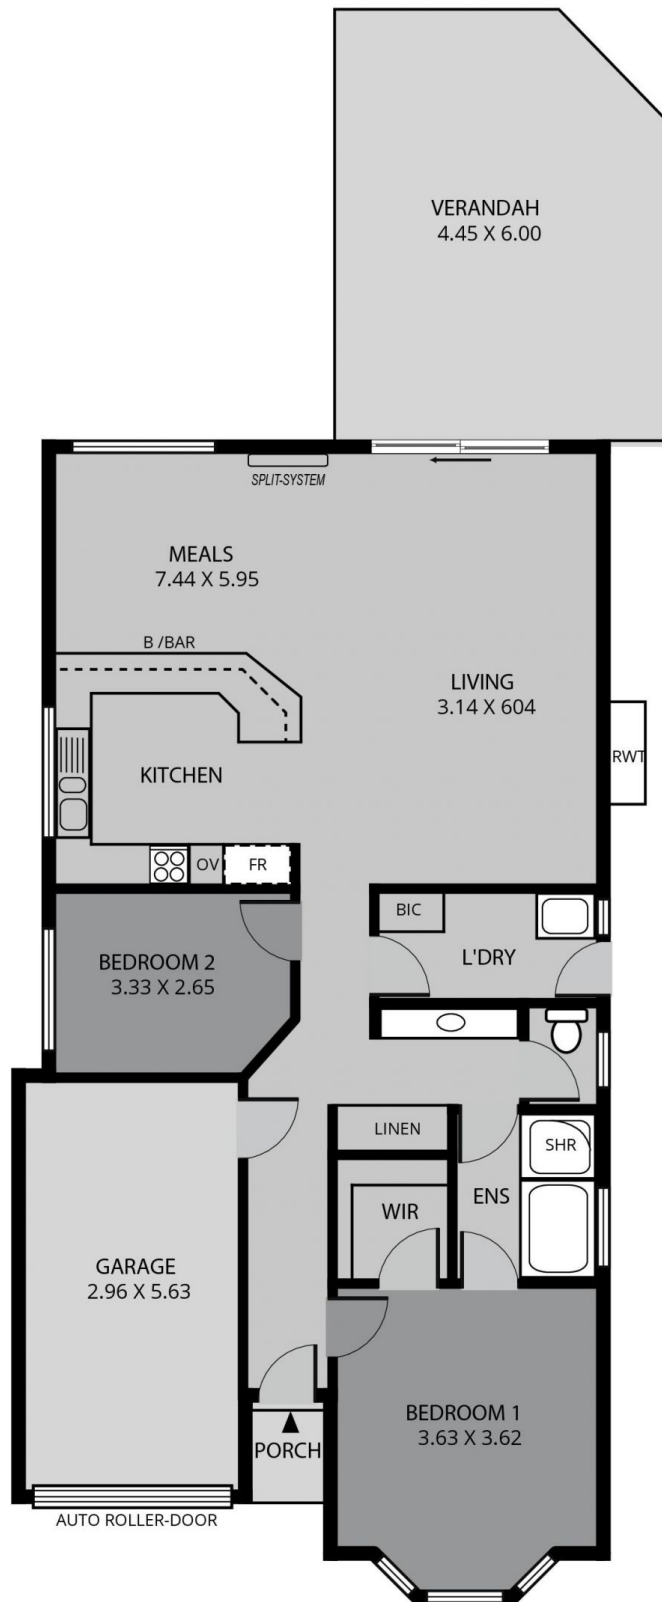 VERANDAH
4.45 X 6.00
SPLIT-SYSTEM
MEALS
7.44 X 5.95
B /BAR
LIVING
3.14 X 604
RWT
KITCHEN
OV
FR
BIC
L'DRY
BEDROOM 2
3.33 X 2.65
LINEN
SHR
ENS
WIR
GARAGE
2.96 X 5.63
BEDROOM 1
3.63 X 3.62
PORCH
AUTO ROLLER-DOOR